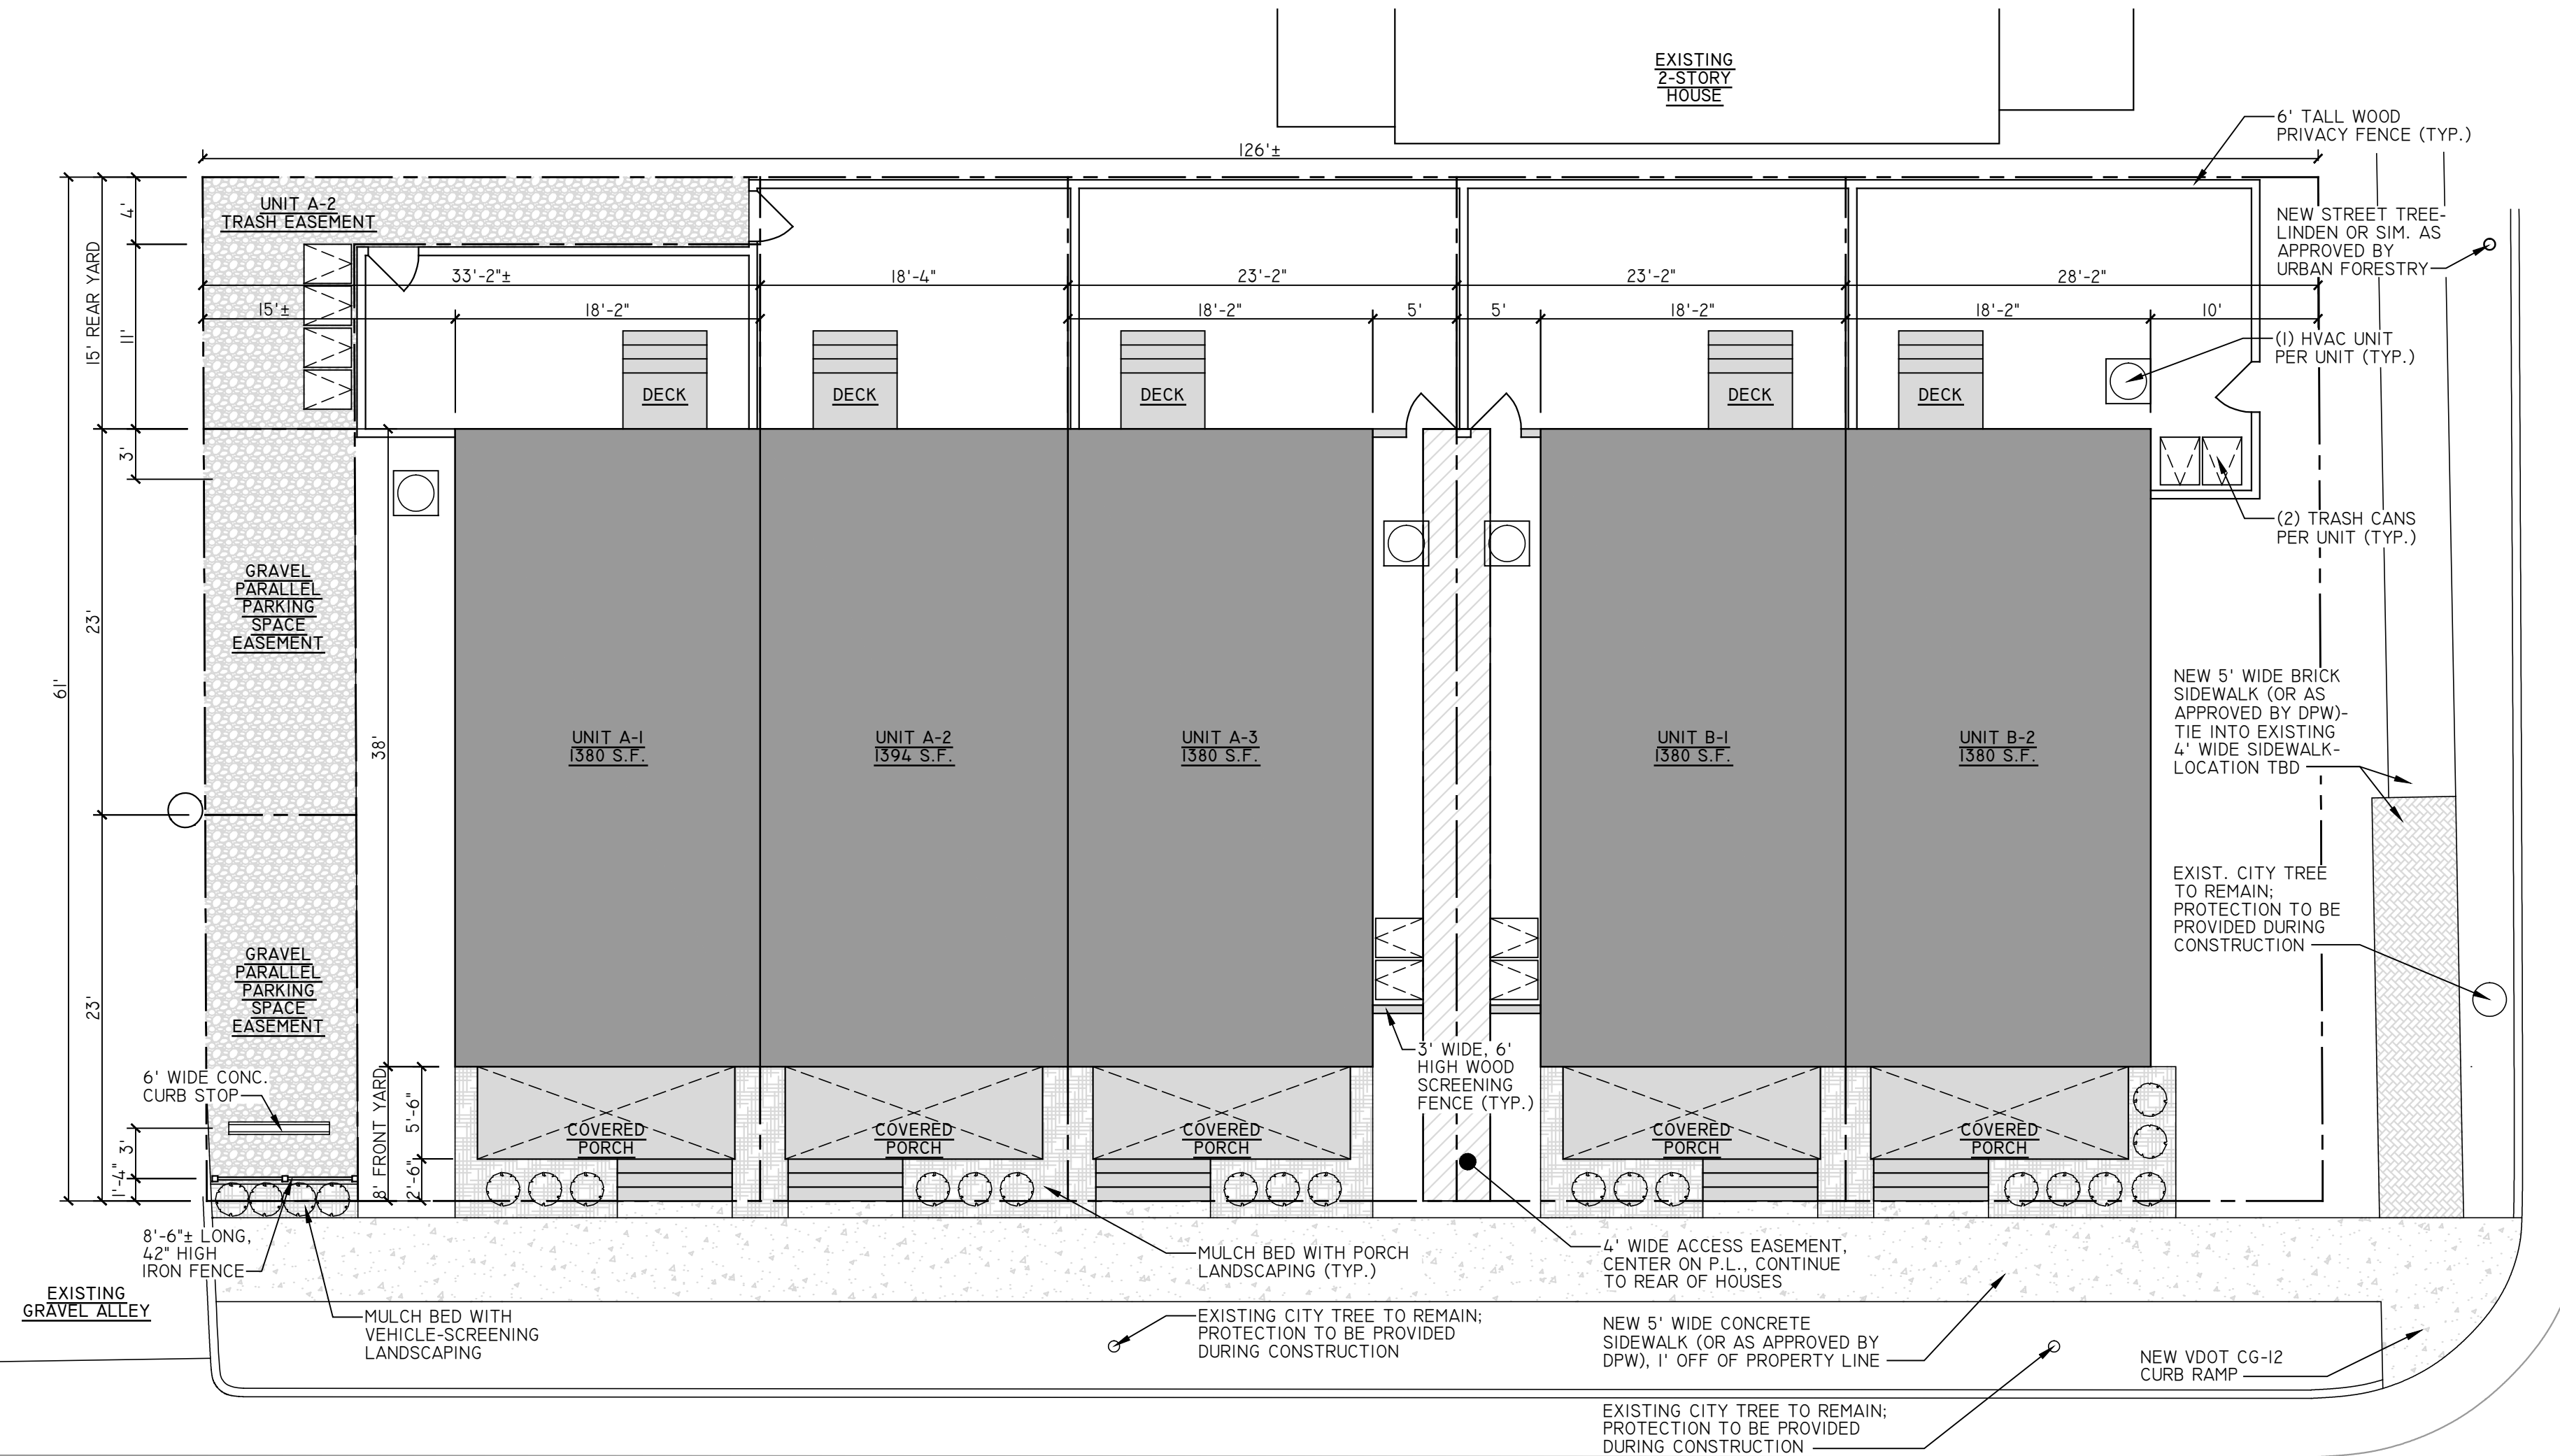 EXISTING
2-STORY
HOUSE
6' TALL WOOD
PRIVACY FENCE (TYP.)
126'±
UNIT A-2
TRASH EASEMENT
4'
15' REAR YARD
11'
3'
NEW STREET TREE-
LINDEN OR SIM. AS
APPROVED BY
URBAN FORESTRY
33'-2"±
18'-4"
23'-2"
23'-2"
28'-2"
15'±
18'-2"
18'-2"
5'
5'
18'-2"
18'-2"
10'
(1) HVAC UNIT
PER UNIT (TYP.)
DECK
DECK
DECK
DECK
DECK
(2) TRASH CANS
PER UNIT (TYP.)
GRAVEL
PARALLEL
PARKING
SPACE
EASEMENT
23'
61'
38'
NEW 5' WIDE BRICK
SIDEWALK (OR AS
APPROVED BY DPW)-
TIE INTO EXISTING
4' WIDE SIDEWALK-
LOCATION TBD
UNIT A-1
1380 S.F.
UNIT A-2
1394 S.F.
UNIT A-3
1380 S.F.
UNIT B-1
1380 S.F.
UNIT B-2
1380 S.F.
EXIST. CITY TREE
TO REMAIN;
PROTECTION TO BE
PROVIDED DURING
CONSTRUCTION
GRAVEL
PARALLEL
PARKING
SPACE
EASEMENT
23'
6' WIDE CONC.
CURB STOP
3'
1'-4"
8' FRONT YARD
5'-6"
2'-6"
3' WIDE, 6'
HIGH WOOD
SCREENING
FENCE (TYP.)
COVERED
PORCH
COVERED
PORCH
COVERED
PORCH
COVERED
PORCH
COVERED
PORCH
8'-6"± LONG,
42" HIGH
IRON FENCE
MULCH BED WITH PORCH
LANDSCAPING (TYP.)
4' WIDE ACCESS EASEMENT,
CENTER ON P.L., CONTINUE
TO REAR OF HOUSES
EXISTING
GRAVEL ALLEY
MULCH BED WITH
VEHICLE-SCREENING
LANDSCAPING
EXISTING CITY TREE TO REMAIN;
PROTECTION TO BE PROVIDED
DURING CONSTRUCTION
NEW 5' WIDE CONCRETE
SIDEWALK (OR AS APPROVED BY
DPW), 1' OFF OF PROPERTY LINE
NEW VDOT CG-12
CURB RAMP
EXISTING CITY TREE TO REMAIN;
PROTECTION TO BE PROVIDED
DURING CONSTRUCTION